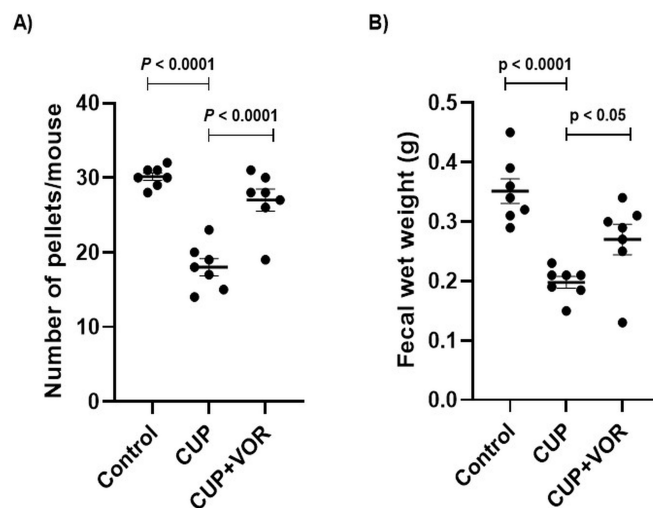 A)
P < 0.0001
P < 0.0001
Number of pellets/mouse
40
30
20
10
0
Control
CUP
CUP+VOR
B)
p < 0.0001
p < 0.05
Fecal wet weight (g)
0.5
0.4
0.3
0.2
0.1
0.0
Control
CUP
CUP+VOR